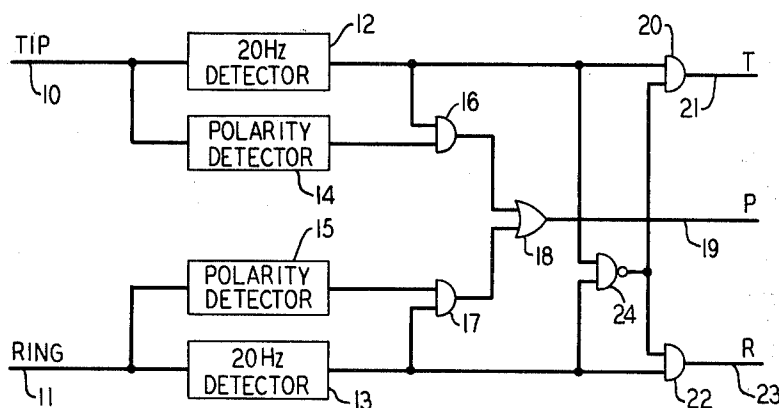 TIP
10
20Hz
DETECTOR
12
16
20
T
21
POLARITY
DETECTOR
14
P
18
19
15
POLARITY
DETECTOR
17
24
RING
11
20Hz
DETECTOR
13
R
22
23